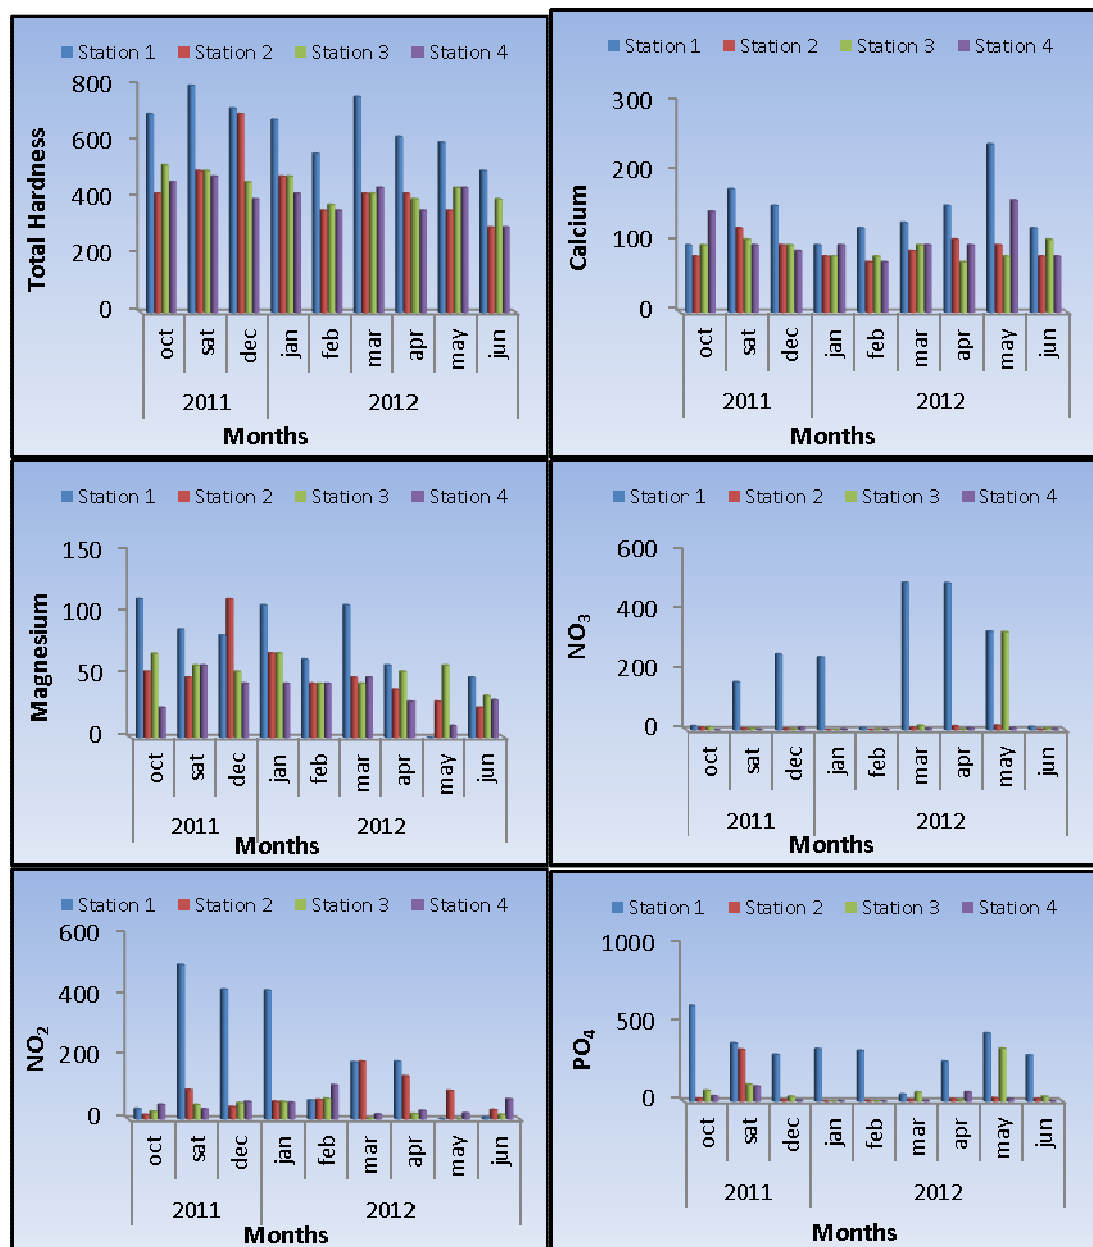 Station 1 Station 2 Station 3 Station 4
Total Hardness
800
600
400
200
0
oct sat dec jan feb mar apr may jun
2011 2012
Months
Station 1 Station 2 Station 3 Station 4
Calcium
300
200
100
0
oct sat dec jan feb mar apr may jun
2011 2012
Months
Station 1 Station 2 Station 3 Station 4
Magnesium
150
100
50
0
oct sat dec jan feb mar apr may jun
2011 2012
Months
Station 1 Station 2 Station 3 Station 4
NO3
600
400
200
0
oct sat dec jan feb mar apr may jun
2011 2012
Months
Station 1 Station 2 Station 3 Station 4
NO2
600
400
200
0
oct sat dec jan feb mar apr may jun
2011 2012
Months
Station 1 Station 2 Station 3 Station 4
PO4
1000
500
0
oct sat dec jan feb mar apr may jun
2011 2012
Months